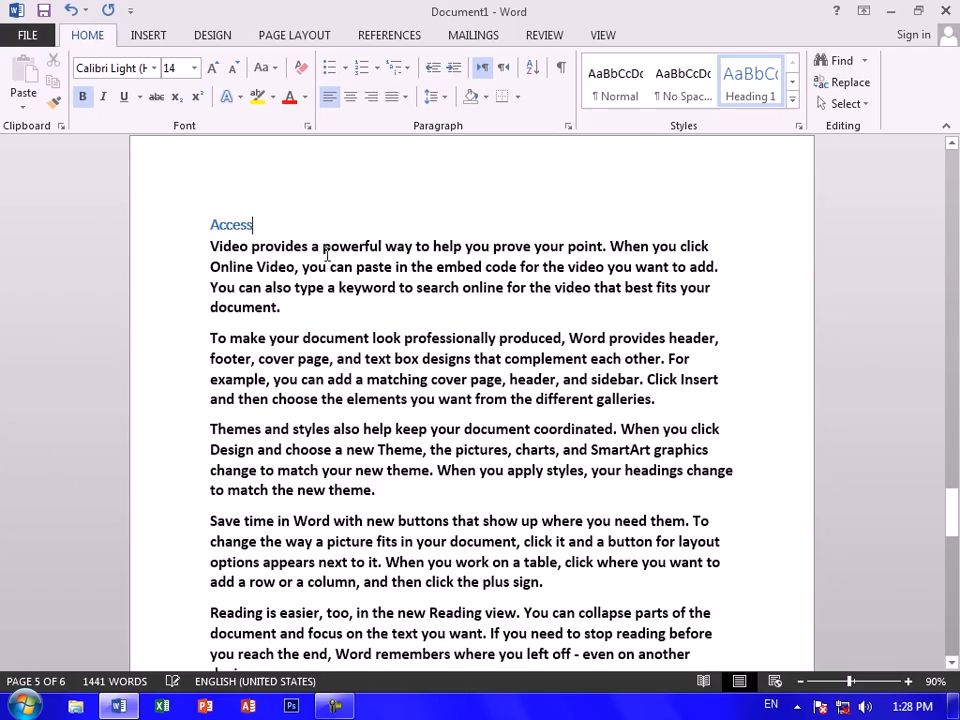 Document1 - Word
Sign in
FILE HOME INSERT DESIGN PAGE LAYOUT REFERENCES MAILINGS REVIEW VIEW
Paste
Calibri Light (H 14
AaBbCcDc AaBbCcDc AaBbCc
¶ Normal ¶ No Spac... Heading 1
Find
Replace
Select
Clipboard Font Paragraph Styles Editing
Access
Video provides a powerful way to help you prove your point. When you click
Online Video, you can paste in the embed code for the video you want to add.
You can also type a keyword to search online for the video that best fits your
document.
To make your document look professionally produced, Word provides header,
footer, cover page, and text box designs that complement each other. For
example, you can add a matching cover page, header, and sidebar. Click Insert
and then choose the elements you want from the different galleries.
Themes and styles also help keep your document coordinated. When you click
Design and choose a new Theme, the pictures, charts, and SmartArt graphics
change to match your new theme. When you apply styles, your headings change
to match the new theme.
Save time in Word with new buttons that show up where you need them. To
change the way a picture fits in your document, click it and a button for layout
options appears next to it. When you work on a table, click where you want to
add a row or a column, and then click the plus sign.
Reading is easier, too, in the new Reading view. You can collapse parts of the
document and focus on the text you want. If you need to stop reading before
you reach the end, Word remembers where you left off - even on another
PAGE 5 OF 6 1441 WORDS ENGLISH (UNITED STATES) 90%
EN 1:28 PM